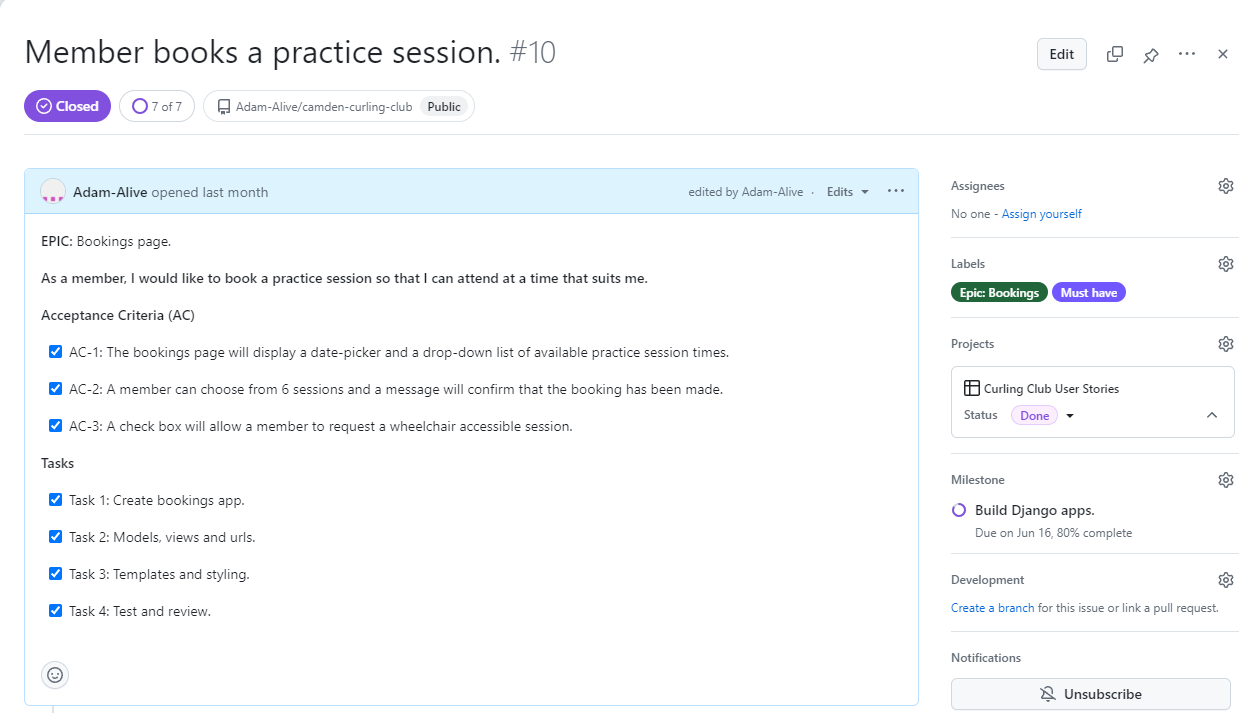 Member books a practice session. #10
Edit
Closed
7 of 7
Adam-Alive/camden-curling-club Public
Adam-Alive opened last month
edited by Adam-Alive · Edits
EPIC: Bookings page.
As a member, I would like to book a practice session so that I can attend at a time that suits me.
Acceptance Criteria (AC)
AC-1: The bookings page will display a date-picker and a drop-down list of available practice session times.
AC-2: A member can choose from 6 sessions and a message will confirm that the booking has been made.
AC-3: A check box will allow a member to request a wheelchair accessible session.
Tasks
Task 1: Create bookings app.
Task 2: Models, views and urls.
Task 3: Templates and styling.
Task 4: Test and review.
Assignees
No one - Assign yourself
Labels
Epic: Bookings Must have
Projects
Curling Club User Stories
Status Done
Milestone
Build Django apps.
Due on Jun 16, 80% complete
Development
Create a branch for this issue or link a pull request.
Notifications
Unsubscribe